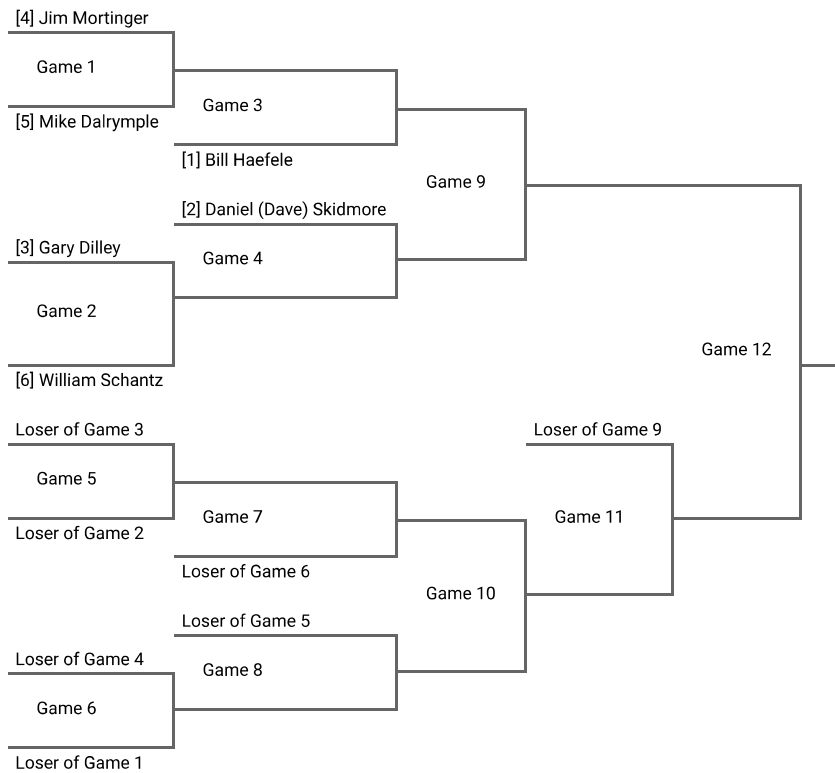 [4] Jim Mortinger
Game 1
[5] Mike Dalrymple
Game 3
[1] Bill Haefele
Game 9
[2] Daniel (Dave) Skidmore
Game 4
[3] Gary Dilley
Game 2
[6] William Schantz
Game 12
Loser of Game 3
Game 5
Loser of Game 2
Game 7
Loser of Game 6
Loser of Game 9
Game 11
Game 10
Loser of Game 5
Game 8
Loser of Game 4
Game 6
Loser of Game 1